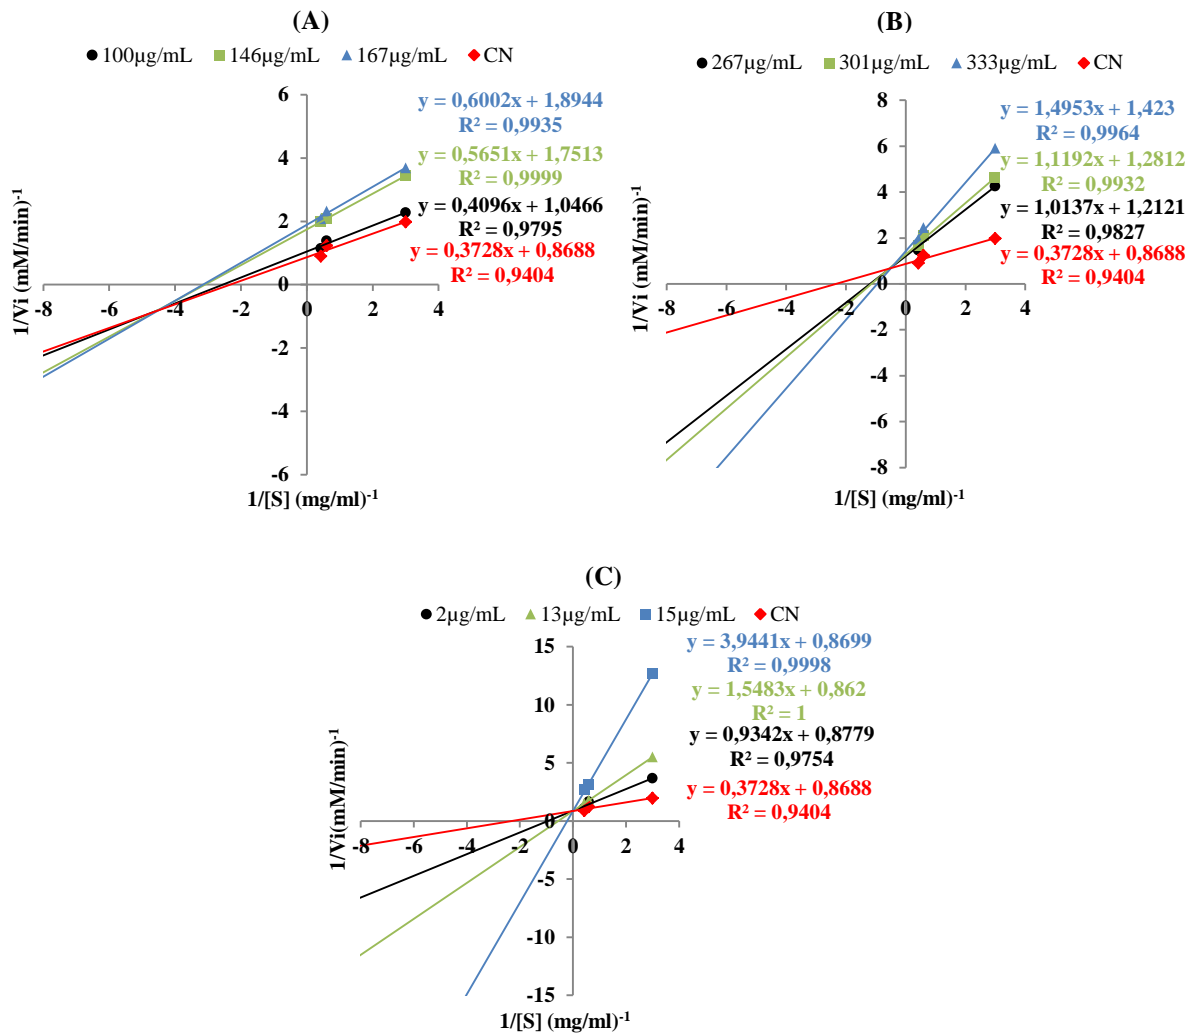 (A)
100µg/mL 146µg/mL 167µg/mL CN
y = 0,6002x + 1,8944
R² = 0,9935
y = 0,5651x + 1,7513
R² = 0,9999
y = 0,4096x + 1,0466
R² = 0,9795
y = 0,3728x + 0,8688
R² = 0,9404
6
4
2
0
-2
-4
-6
-8 -6 -4 -2 0 2 4
1/Vi (mM/min)⁻¹
1/[S] (mg/ml)⁻¹
(B)
267µg/mL 301µg/mL 333µg/mL CN
y = 1,4953x + 1,423
R² = 0,9964
y = 1,1192x + 1,2812
R² = 0,9932
y = 1,0137x + 1,2121
R² = 0,9827
y = 0,3728x + 0,8688
R² = 0,9404
8
6
4
2
0
-2
-4
-6
-8
-8 -6 -4 -2 0 2 4
1/Vi (mM/min)⁻¹
1/[S] (mg/ml)⁻¹
(C)
2µg/mL 13µg/mL 15µg/mL CN
y = 3,9441x + 0,8699
R² = 0,9998
y = 1,5483x + 0,862
R² = 1
y = 0,9342x + 0,8779
R² = 0,9754
y = 0,3728x + 0,8688
R² = 0,9404
15
10
5
0
-5
-10
-15
-8 -6 -4 -2 0 2 4
1/Vi(mM/min)⁻¹
1/[S] (mg/ml)⁻¹